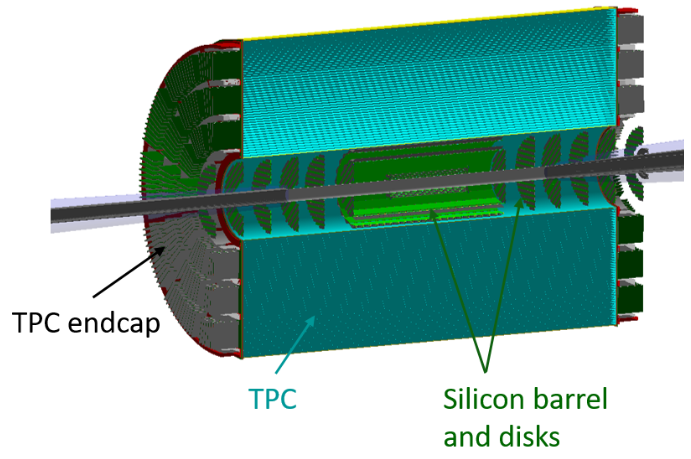 TPC endcap
TPC
Silicon barrel
and disks